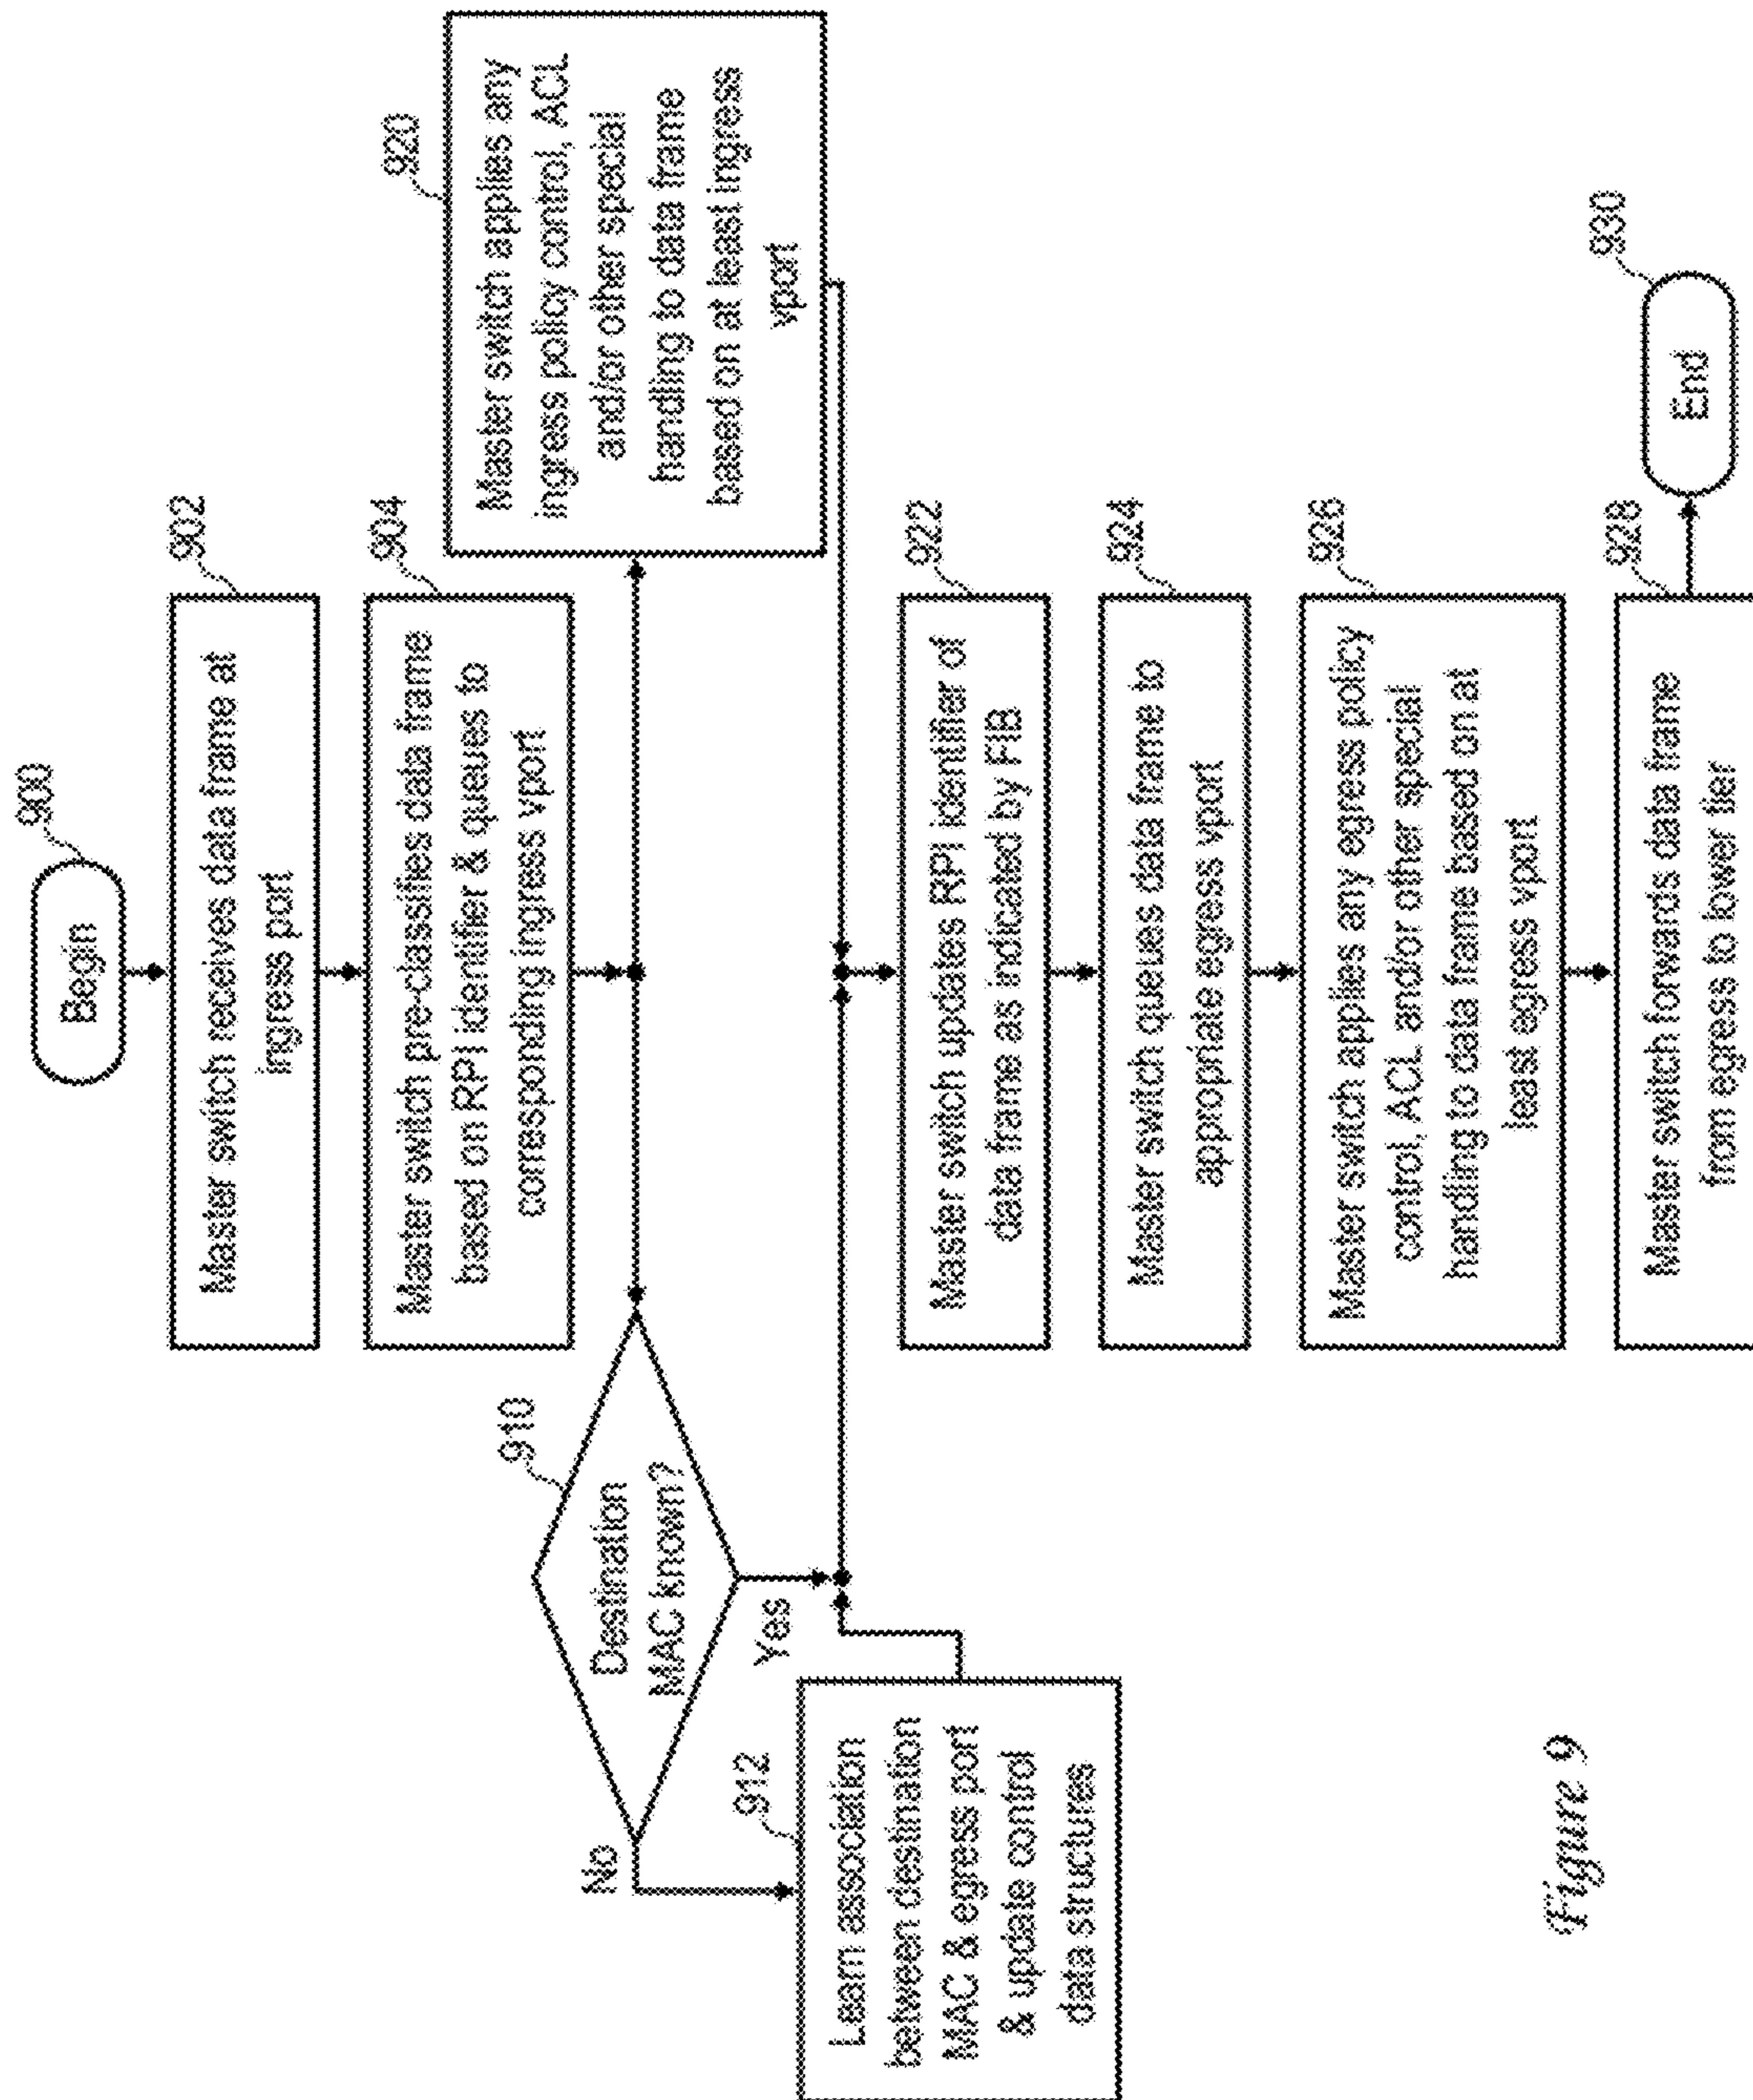 900
Begin
902
Master switch receives data frame at
ingress port
904
Master switch pre-classifies data frame
based on RPI identifier & queues to
corresponding ingress vport
910
Destination
MAC known?
No
Yes
912
Learn association
between destination
MAC & egress port
& update control
data structures
920
Master switch applies any
ingress policy control, ACL
and/or other special
handling to data frame
based on at least ingress
vport
922
Master switch updates RPI identifier of
data frame as indicated by FIB
924
Master switch queues data frame to
appropriate egress vport
926
Master switch applies any egress policy
control, ACL and/or other special
handling to data frame based on at
least egress vport
928
Master switch forwards data frame
from egress to lower tier
930
End
Figure 9